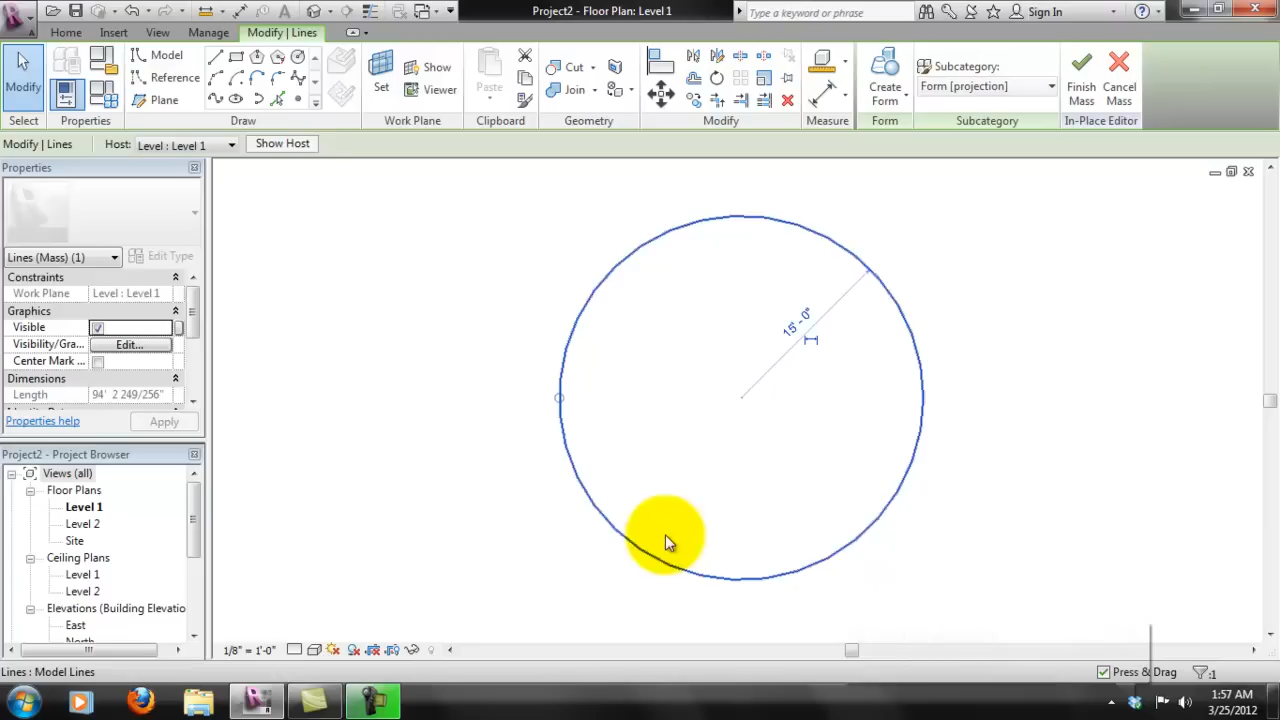 Project2 - Floor Plan: Level 1
Type a keyword or phrase
Sign In
Home Insert View Manage Modify | Lines
Modify
Model
Reference
Plane
Set
Show
Viewer
Paste
Cut
Join
Create
Form
Subcategory:
Form [projection]
Finish
Mass
Cancel
Mass
Select Properties Draw Work Plane Clipboard Geometry Modify Measure Form Subcategory In-Place Editor
Modify | Lines Host: Level : Level 1 Show Host
Properties
Lines (Mass) (1) Edit Type
Constraints
Work Plane Level : Level 1
Graphics
Visible
Visibility/Gra... Edit...
Center Mark ...
Dimensions
Length 94' 2 249/256"
Properties help Apply
Project2 - Project Browser
Views (all)
Floor Plans
Level 1
Level 2
Site
Ceiling Plans
Level 1
Level 2
Elevations (Building Elevatio
East
North
15' - 0"
1/8" = 1'-0"
Lines : Model Lines
Press & Drag
:1
1:57 AM
3/25/2012